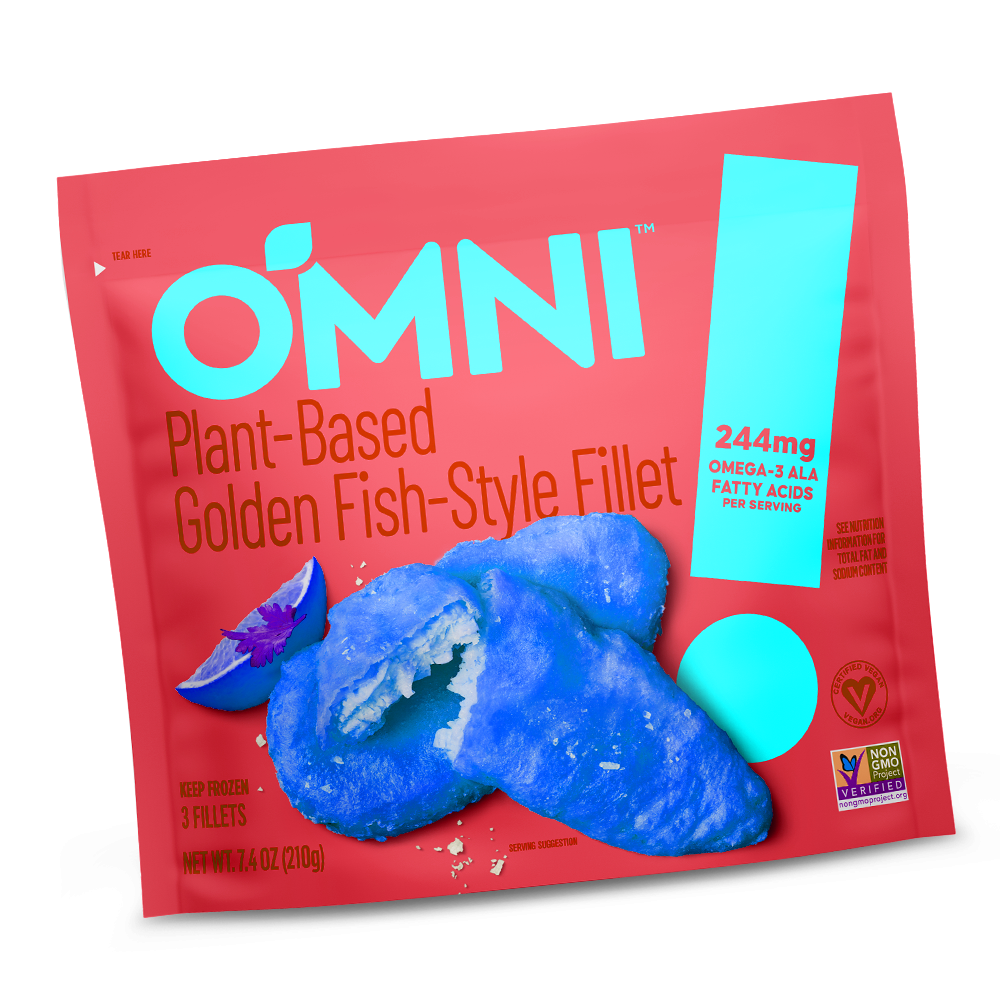 TEAR HERE
O'MNI™
Plant-Based
Golden Fish-Style Fillet
244mg
OMEGA-3 ALA
FATTY ACIDS
PER SERVING
SEE NUTRITION
INFORMATION FOR
TOTAL FAT AND
SODIUM CONTENT
CERTIFIED VEGAN
VEGAN.ORG
NON
GMO
Project
VERIFIED
nongmoproject.org
KEEP FROZEN
3 FILLETS
NET WT. 7.4 OZ (210g)
SERVING SUGGESTION